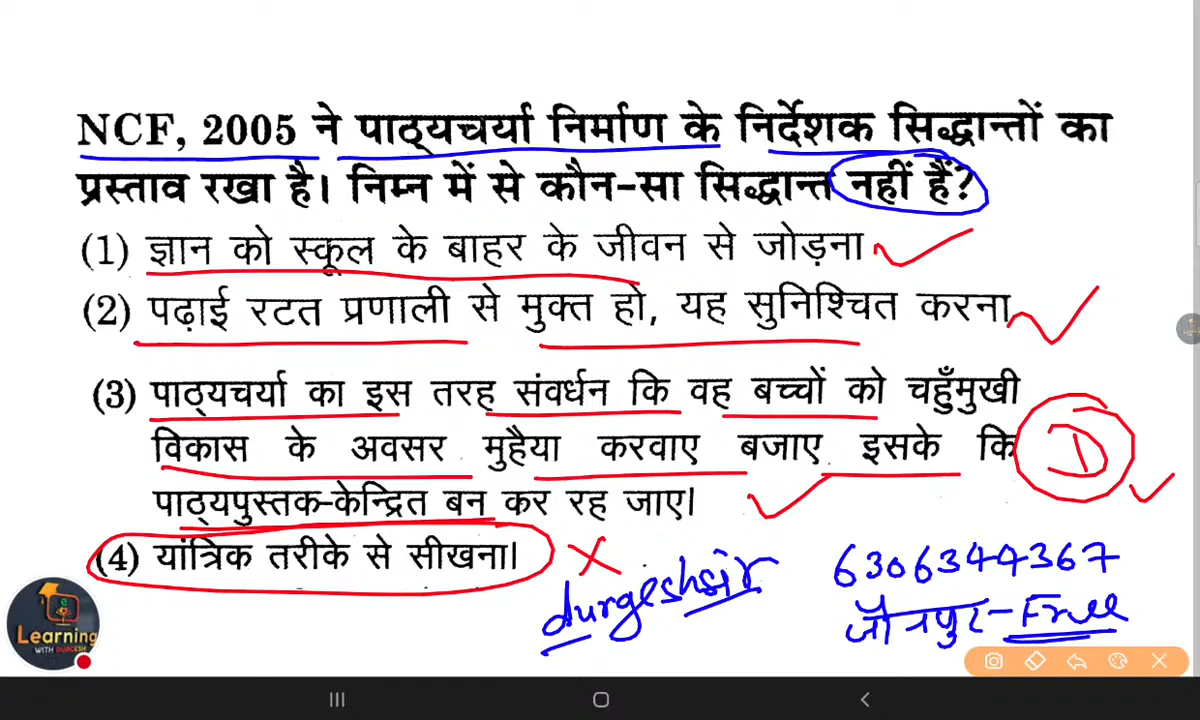 NCF, 2005 ने पाठ्यचर्या निर्माण के निर्देशक सिद्धान्तों का
प्रस्ताव रखा है। निम्न में से कौन-सा सिद्धान्त नहीं हैं?
(1) ज्ञान को स्कूल के बाहर के जीवन से जोड़ना
(2) पढ़ाई रटत प्रणाली से मुक्त हो, यह सुनिश्चित करना
(3) पाठ्यचर्या का इस तरह संवर्धन कि वह बच्चों को चहुँमुखी
विकास के अवसर मुहैया करवाए बजाए इसके कि
D
पाठ्यपुस्तक-केन्द्रित बन कर रह जाए।
(4) यांत्रिक तरीके से सीखना।
durgeshsir
6306344367
जौनपुर - Free
Learning
WITH DURGESH